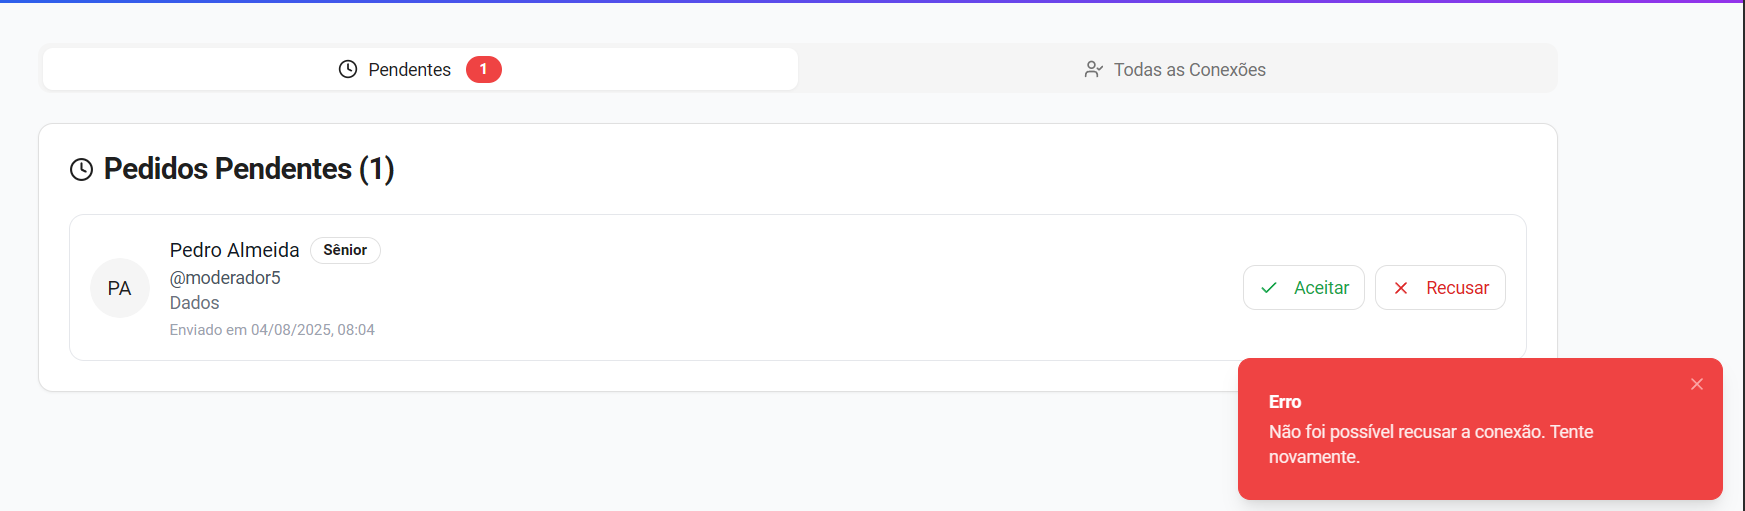 Pendentes 1
Todas as Conexões
Pedidos Pendentes (1)
PA
Pedro Almeida Sênior
@moderador5
Dados
Enviado em 04/08/2025, 08:04
Aceitar
Recusar
Erro
Não foi possível recusar a conexão. Tente
novamente.